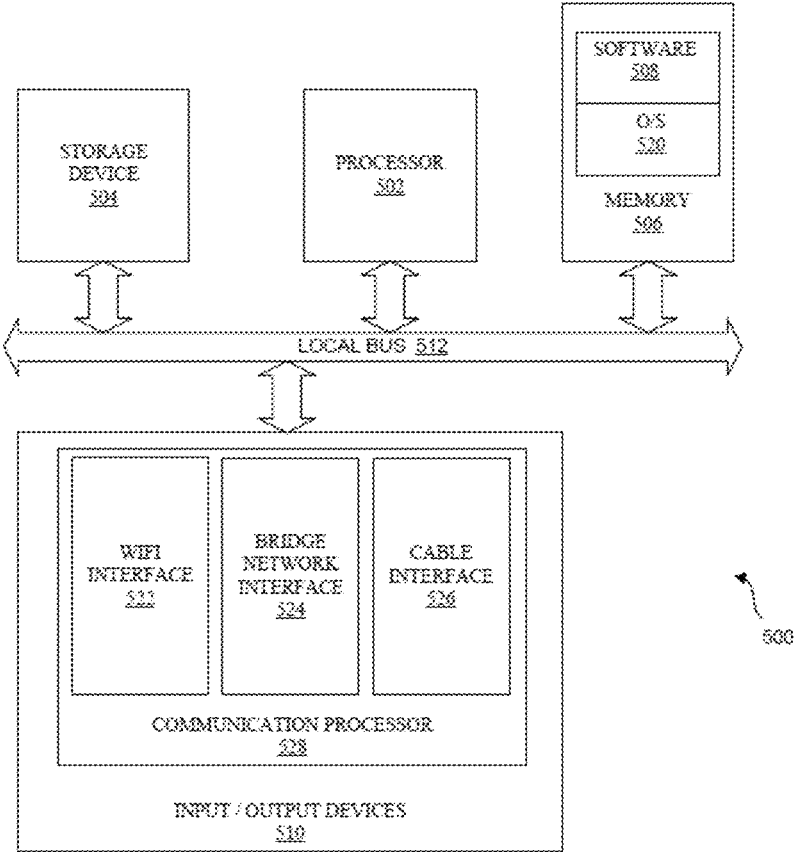 SOFTWARE
508
O/S
520
MEMORY
506
STORAGE
DEVICE
504
PROCESSOR
502
LOCAL BUS 512
WIFI
INTERFACE
522
BRIDGE
NETWORK
INTERFACE
524
CABLE
INTERFACE
526
COMMUNICATION PROCESSOR
528
INPUT / OUTPUT DEVICES
510
500